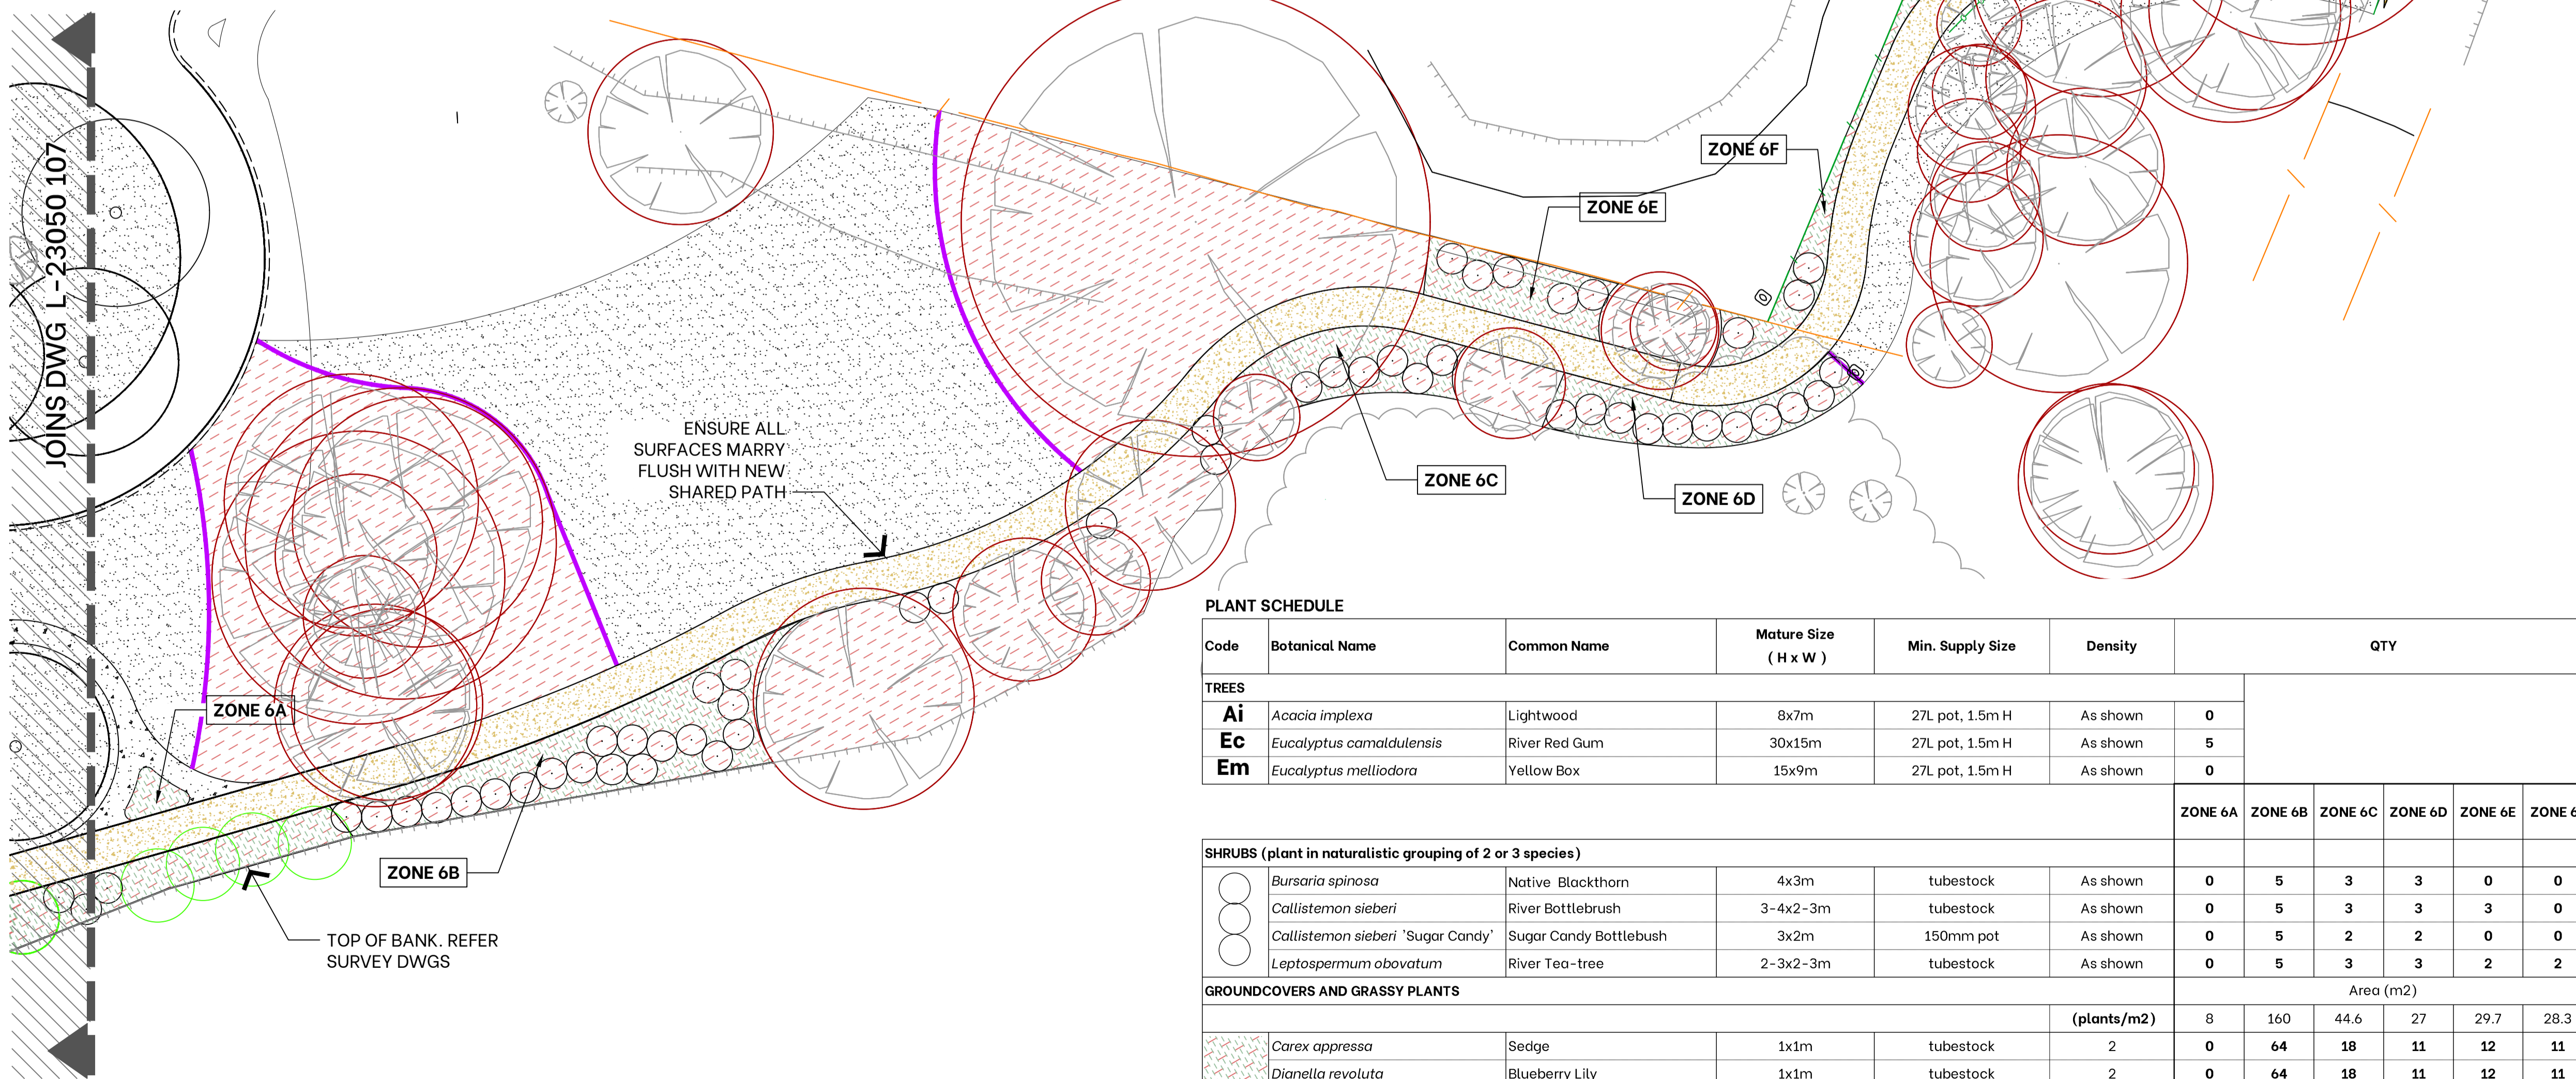 JOINS DWG L-23050 107
ZONE 6F
ZONE 6E
ENSURE ALL
SURFACES MARRY
FLUSH WITH NEW
SHARED PATH
ZONE 6C
ZONE 6D
ZONE 6A
ZONE 6B
TOP OF BANK. REFER
SURVEY DWGS
PLANT SCHEDULE
Code Botanical Name Common Name Mature Size ( H x W ) Min. Supply Size Density QTY
TREES
Ai Acacia implexa Lightwood 8x7m 27L pot, 1.5m H As shown 0
Ec Eucalyptus camaldulensis River Red Gum 30x15m 27L pot, 1.5m H As shown 5
Em Eucalyptus melliodora Yellow Box 15x9m 27L pot, 1.5m H As shown 0
ZONE 6A ZONE 6B ZONE 6C ZONE 6D ZONE 6E ZONE 6
SHRUBS (plant in naturalistic grouping of 2 or 3 species)
Bursaria spinosa Native Blackthorn 4x3m tubestock As shown 0 5 3 3 0 0
Callistemon sieberi River Bottlebrush 3-4x2-3m tubestock As shown 0 5 3 3 3 0
Callistemon sieberi 'Sugar Candy' Sugar Candy Bottlebush 3x2m 150mm pot As shown 0 5 2 2 0 0
Leptospermum obovatum River Tea-tree 2-3x2-3m tubestock As shown 0 5 3 3 2 2
GROUNDCOVERS AND GRASSY PLANTS Area (m2)
(plants/m2) 8 160 44.6 27 29.7 28.3
Carex appressa Sedge 1x1m tubestock 2 0 64 18 11 12 11
Dianella revoluta Blueberry Lily 1x1m tubestock 2 0 64 18 11 12 11